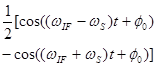 1/2[cos((ω_IF − ω_S)t + ϕ_0)
− cos((ω_IF + ω_S)t + ϕ_0)]